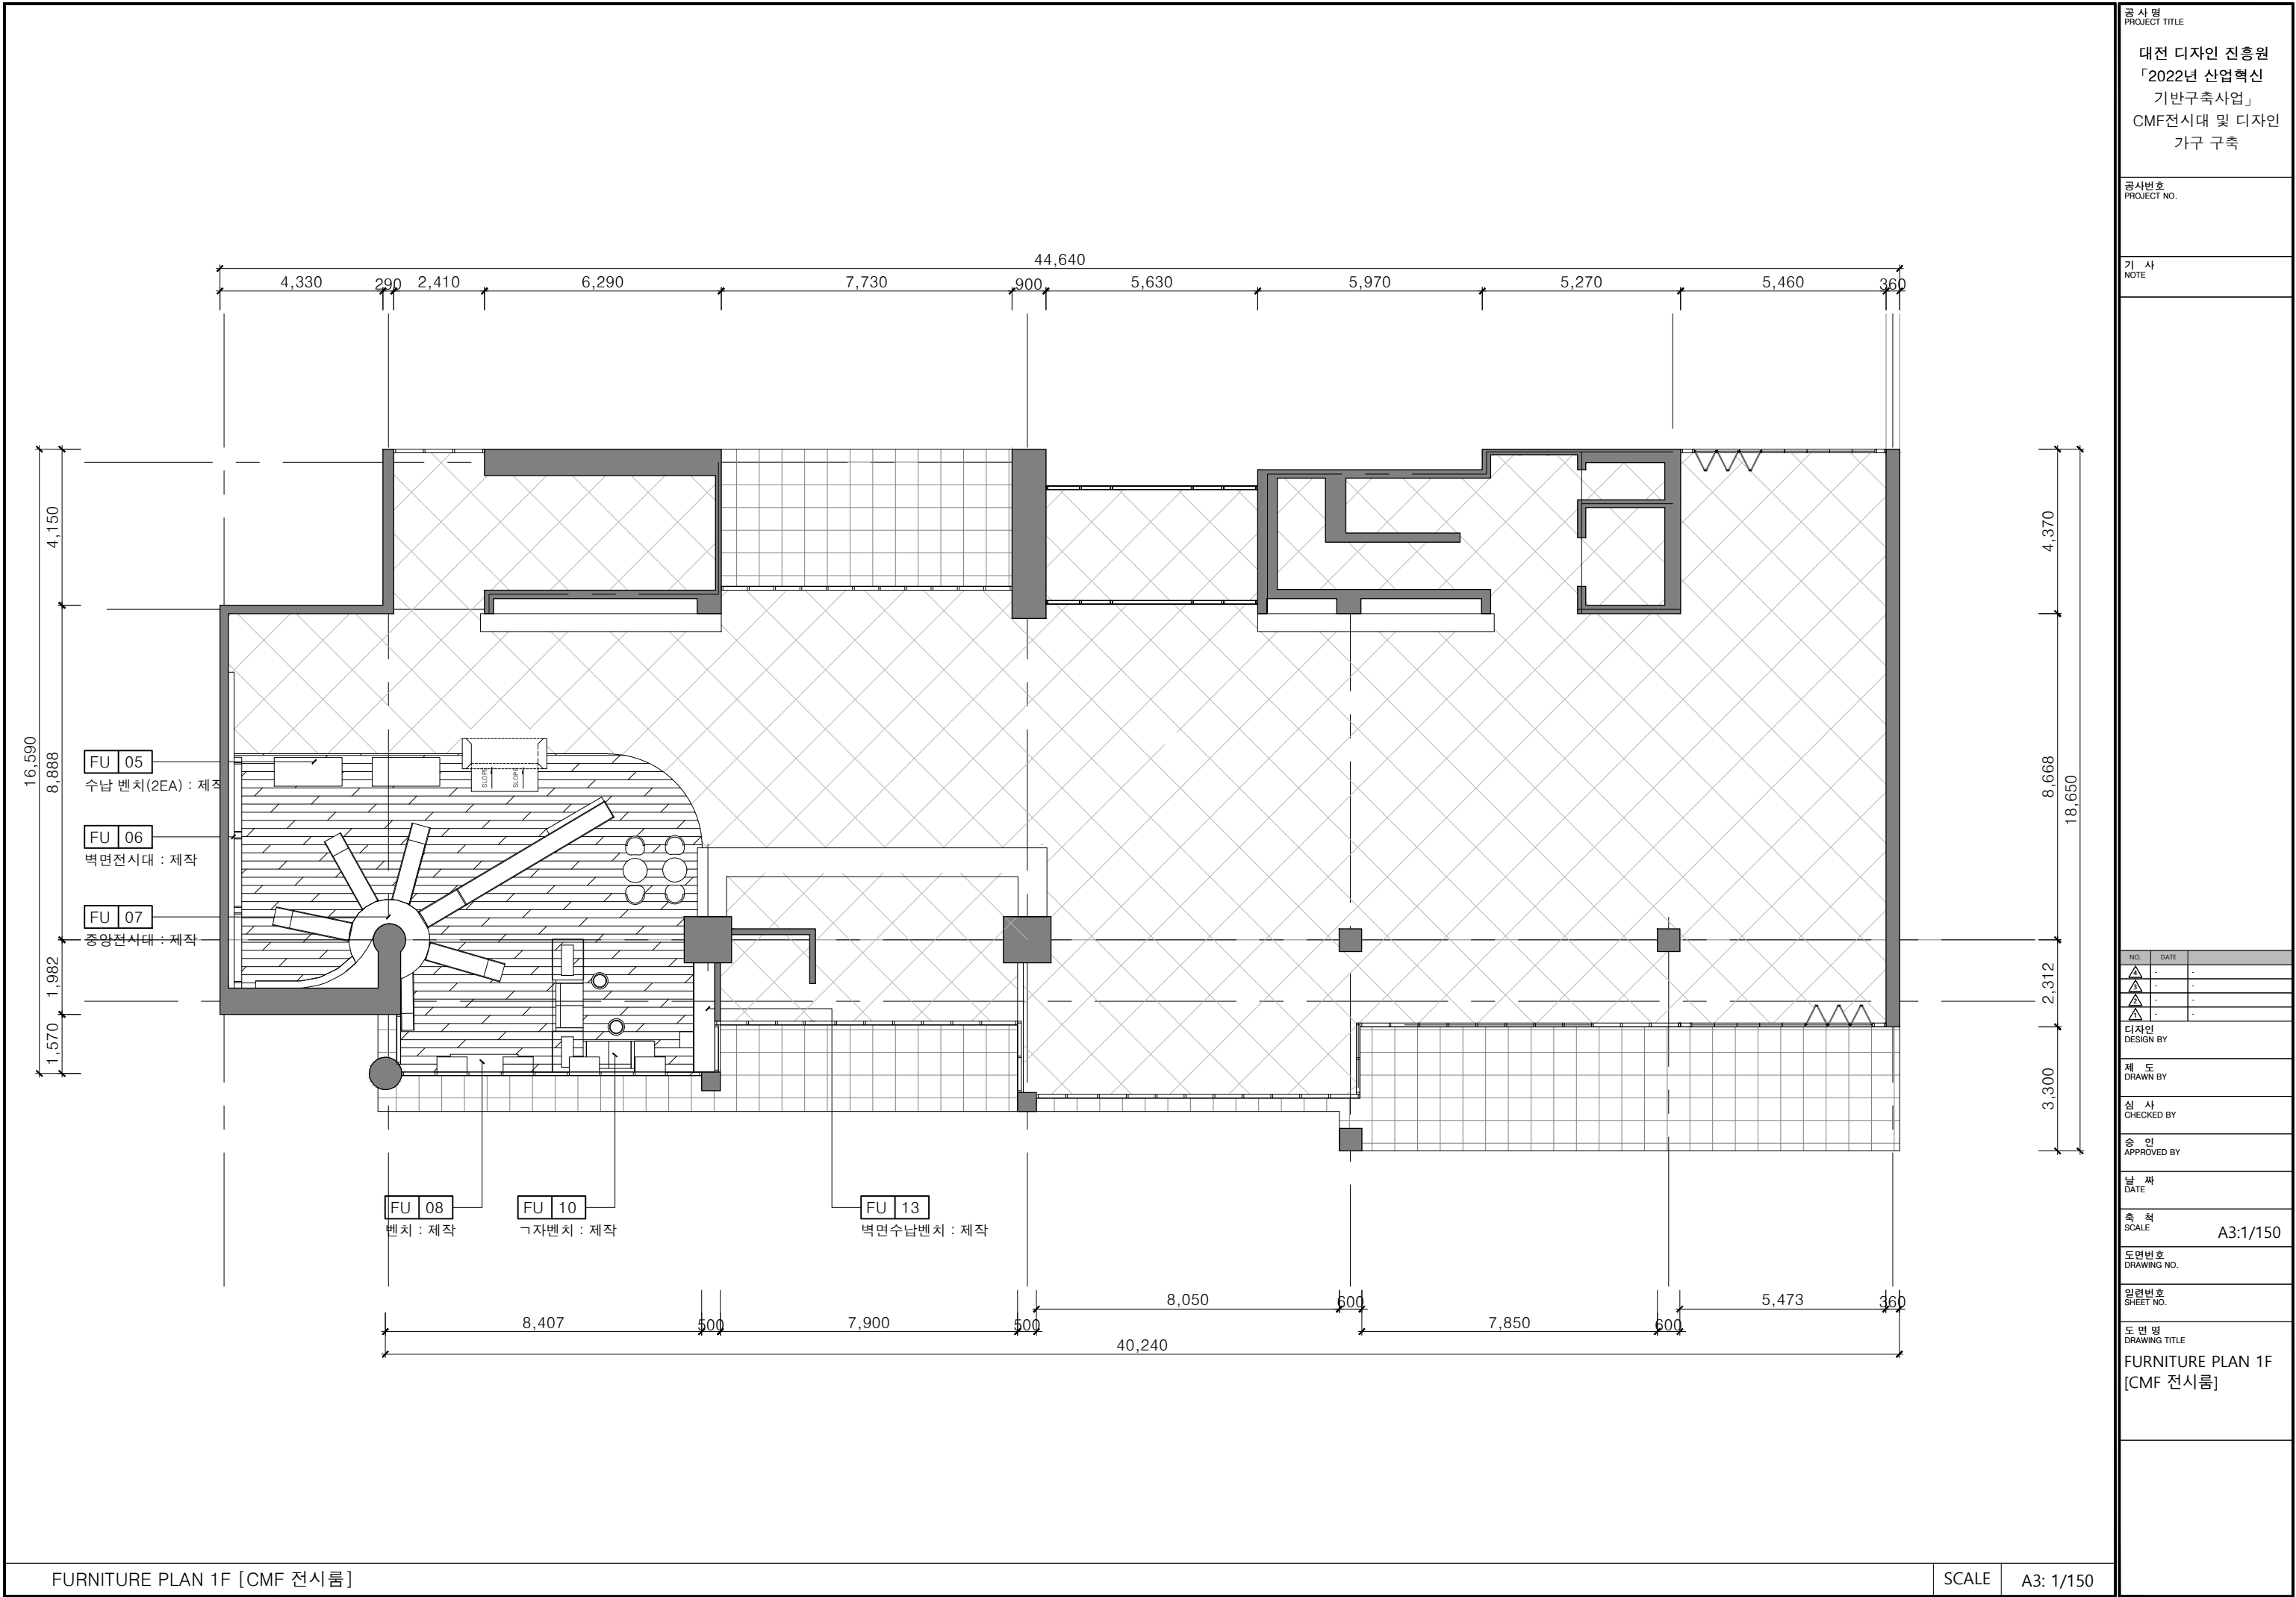 공 사 명
PROJECT TITLE
대전 디자인 진흥원
「2022년 산업혁신
기반구축사업」
CMF전시대 및 디자인
가구 구축
공사번호
PROJECT NO.
기 사
NOTE
44,640
4,330
290
2,410
6,290
7,730
900
5,630
5,970
5,270
5,460
360
16,590
4,150
8,888
1,982
1,570
4,370
8,668
2,312
3,300
18,650
FU 05
수납 벤치(2EA) : 제작
FU 06
벽면전시대 : 제작
FU 07
중앙전시대 : 제작
SLOPE
SLOPE
FU 08
벤치 : 제작
FU 10
ㄱ자벤치 : 제작
FU 13
벽면수납벤치 : 제작
8,050
600
5,473
360
8,407
500
7,900
500
7,850
600
40,240
NO. DATE
4 - -
3 - -
2 - -
1 - -
디자인
DESIGN BY
제 도
DRAWN BY
심 사
CHECKED BY
승 인
APPROVED BY
날 짜
DATE
축 척
SCALE
A3:1/150
도면번호
DRAWING NO.
일련번호
SHEET NO.
도 면 명
DRAWING TITLE
FURNITURE PLAN 1F
[CMF 전시룸]
FURNITURE PLAN 1F [CMF 전시룸]
SCALE
A3: 1/150